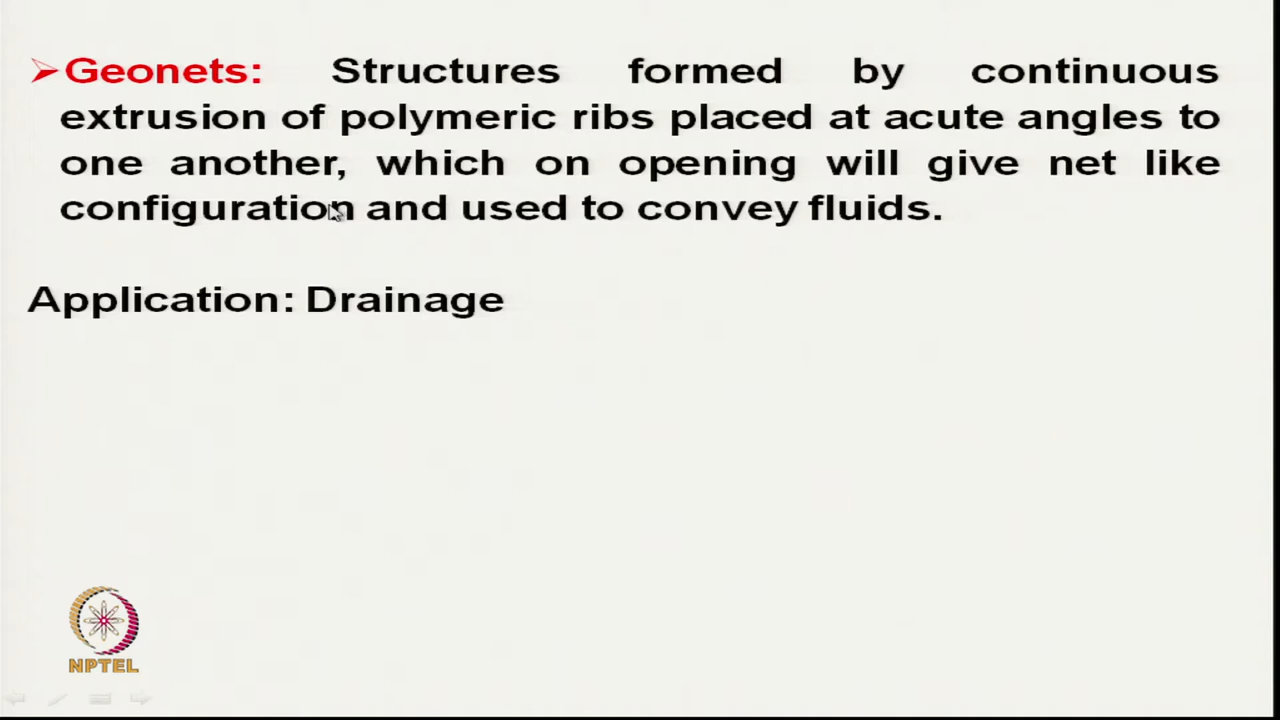 ➢Geonets: Structures formed by continuous
extrusion of polymeric ribs placed at acute angles to
one another, which on opening will give net like
configuration and used to convey fluids.
Application: Drainage
NPTEL